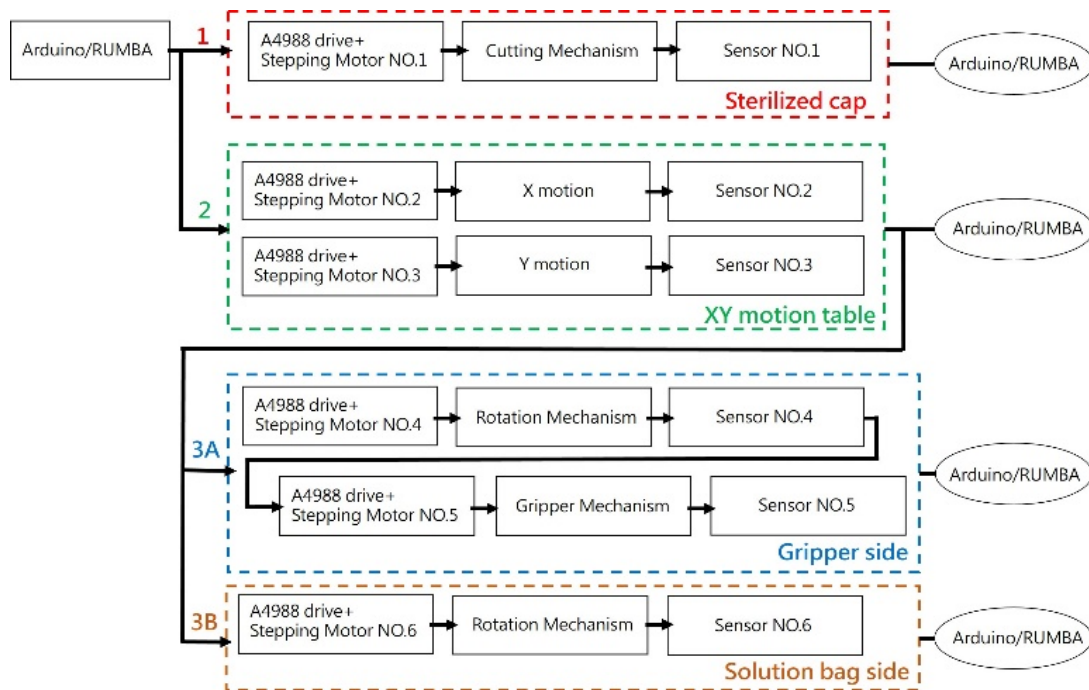 Arduino/RUMBA
1
A4988 drive+
Stepping Motor NO.1
Cutting Mechanism
Sensor NO.1
Sterilized cap
Arduino/RUMBA
2
A4988 drive+
Stepping Motor NO.2
X motion
Sensor NO.2
A4988 drive+
Stepping Motor NO.3
Y motion
Sensor NO.3
XY motion table
Arduino/RUMBA
3A
A4988 drive+
Stepping Motor NO.4
Rotation Mechanism
Sensor NO.4
A4988 drive+
Stepping Motor NO.5
Gripper Mechanism
Sensor NO.5
Gripper side
Arduino/RUMBA
3B
A4988 drive+
Stepping Motor NO.6
Rotation Mechanism
Sensor NO.6
Solution bag side
Arduino/RUMBA